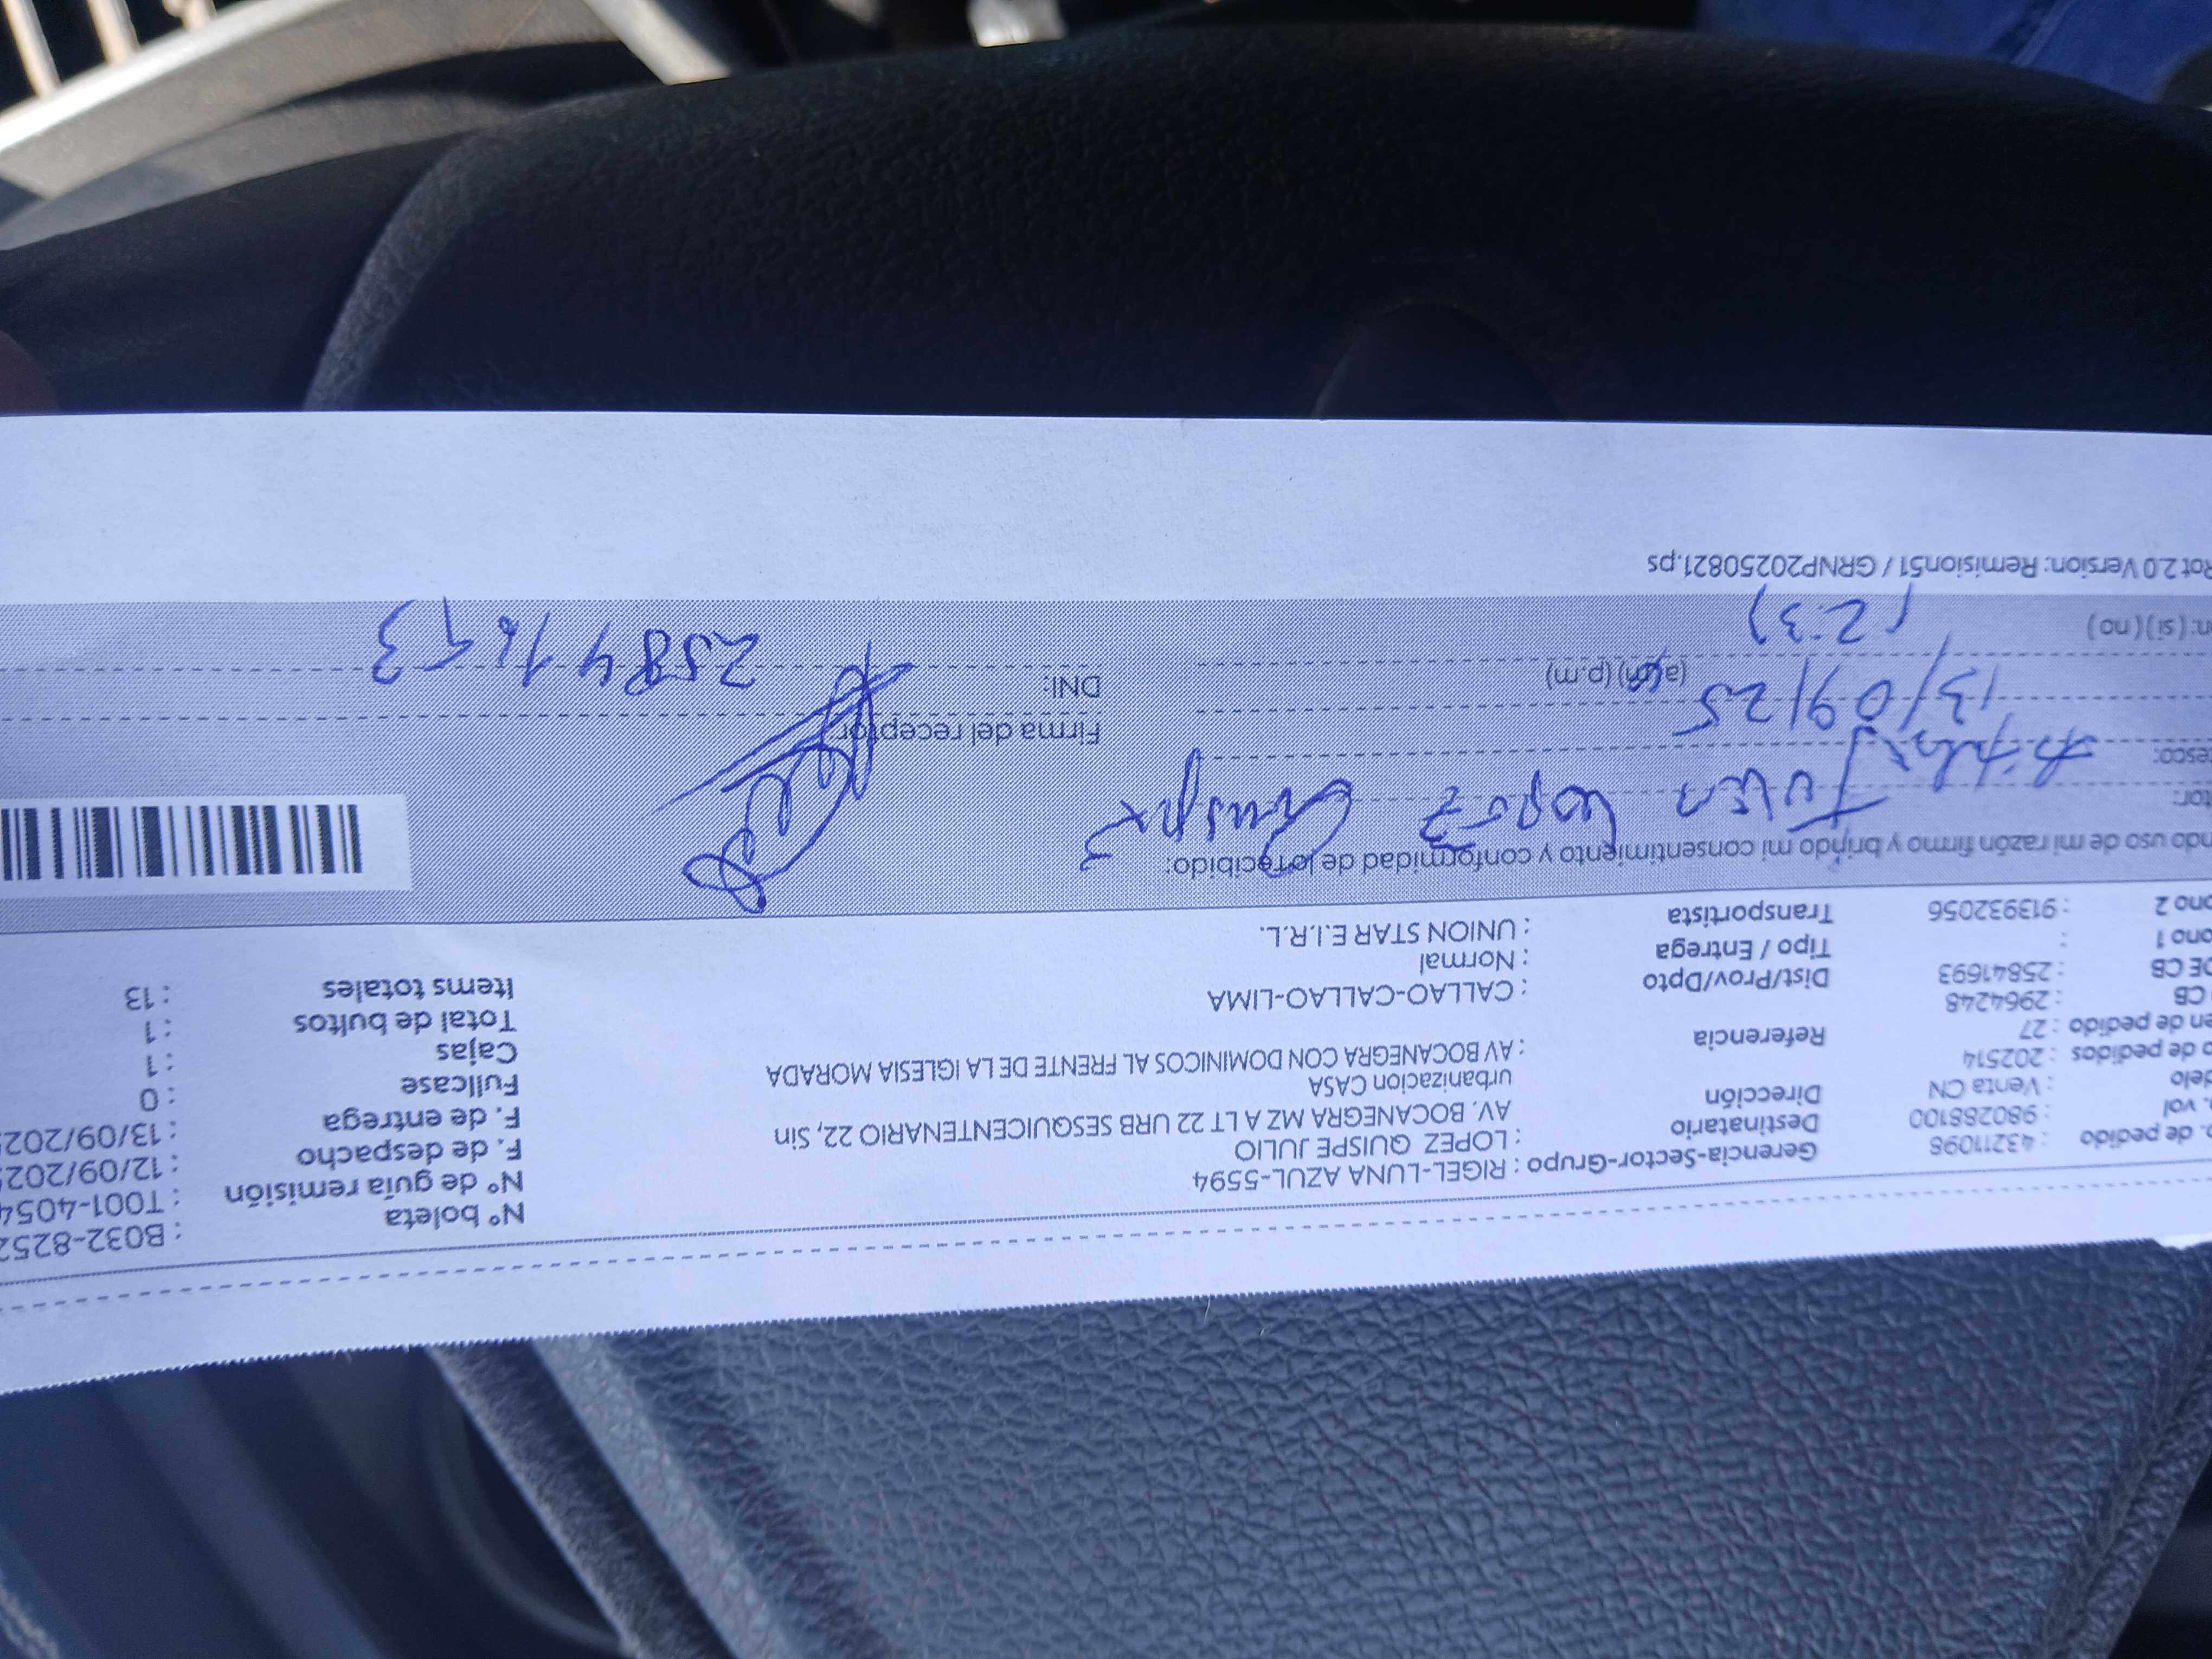 Nº boleta : B032-8252
o. de pedido : 43211098 Gerencia-Sector-Grupo : RIGEL-LUNA AZUL-5594 Nº de guía remisión : T001-4054
. vol : 980288100 Destinatario : LOPEZ QUISPE JULIO F. de despacho : 12/09/202
delo : Venta CN Dirección AV. BOCANEGRA MZ A LT 22 URB SESQUICENTENARIO 22, Sin F. de entrega : 13/09/202
urbanizacion CASA
o de pedidos : 202514 Referencia : AV BOCANEGRA CON DOMINICOS AL FRENTE DE LA IGLESIA MORADA Fullcase : 0
en de pedido : 27 Cajas : 1
CB : 2964248 Dist/Prov/Dpto : CALLAO-CALLAO-LIMA Total de bultos : 1
DE CB : 25841693 Tipo / Entrega : Normal Items totales : 13
ono 1 : Transportista : UNION STAR E.I.R.L.
ono 2 : 913932056
ndo uso de mi razón firmo y brindo mi consentimiento y conformidad de lo recibido:
tor: Lopez Quispe
esco:
13/09/25 (a.m) (p.m) Firma del receptor
n: (si) (no) DNI: 25841693
Rot 2.0 Version: Remision51 / GRNP20250821.ps